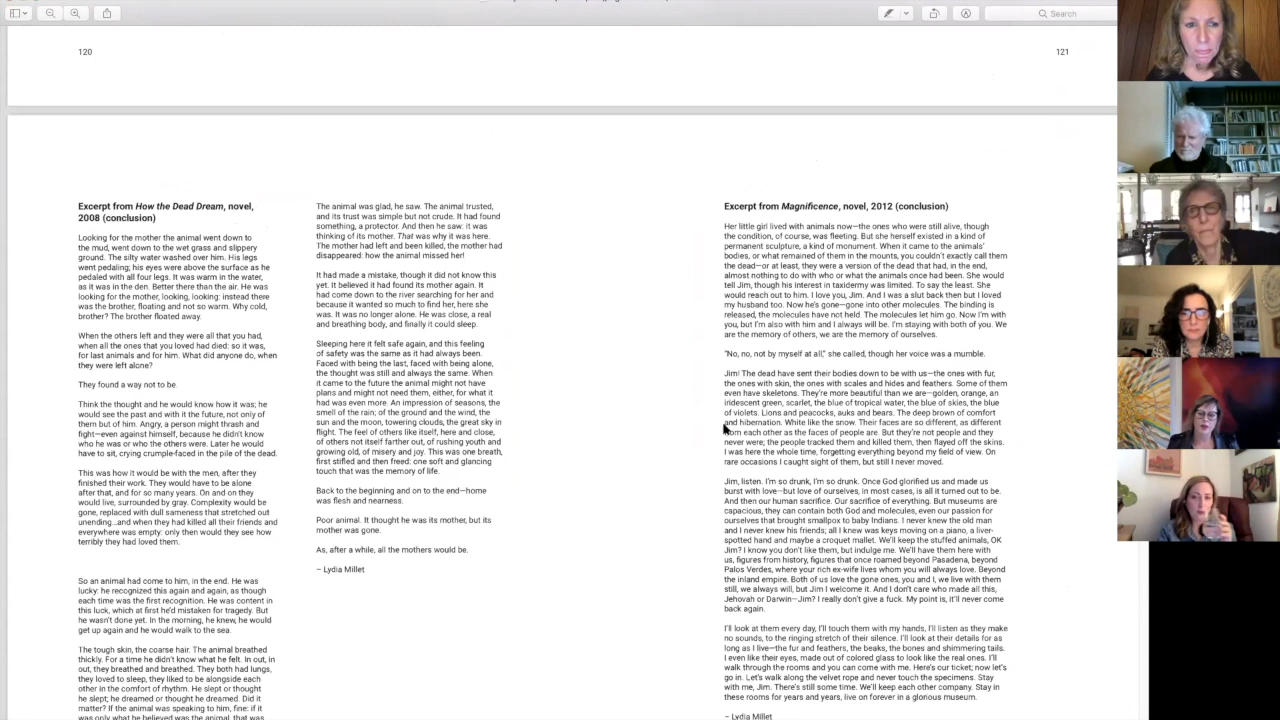 Search
120
121
Excerpt from How the Dead Dream, novel,
2008 (conclusion)
Looking for the mother the animal went down to
the mud, went down to the wet grass and slippery
ground. The silty water washed over him. His legs
went pedaling; his eyes were above the surface as he
pedaled with all four legs. It was warm in the water,
as it was in the den. Better there than the air. He was
looking for the mother, looking, looking: instead there
was the brother, floating and not so warm. Why cold,
brother? The brother floated away.
When the others left and they were all that you had,
when all the ones that you loved had died: so it was,
for last animals and for him. What did anyone do, when
they were left alone?
They found a way not to be.
Think the thought and he would know how it was; he
would see the past and with it the future, not only of
them but of him. Angry, a person might thrash and
fight—even against himself, because he didn't know
who he was or who the others were. Later he would
have to sit, crying crumple-faced in the pile of the dead.
This was how it would be with the men, after they
finished their work. They would have to be alone
after that, and for so many years. On and on they
would live, surrounded by gray. Complexity would be
gone, replaced with dull sameness that stretched out
unending...and when they had killed all their friends and
everywhere was empty: only then would they see how
terribly they had loved them.
So an animal had come to him, in the end. He was
lucky: he recognized this again and again, as though
each time was the first recognition. He was content in
this luck, which at first he'd mistaken for tragedy. But
he wasn't done yet. In the morning, he knew, he would
get up again and he would walk to the sea.
The tough skin, the coarse hair. The animal breathed
thickly. For a time he didn't know what he felt. In out, in
out, they breathed and breathed. They both had lungs,
they loved to sleep, they liked to be alongside each
other in the comfort of rhythm. He slept or thought
he slept; he dreamed or thought he dreamed. Did it
matter? If the animal was speaking to him, fine: if it
was only what he believed was the animal, that was
The animal was glad, he saw. The animal trusted,
and its trust was simple but not crude. It had found
something, a protector. And then he saw: it was
thinking of its mother. That was why it was here.
The mother had left and been killed, the mother had
disappeared: how the animal missed her!
It had made a mistake, though it did not know this
yet. It believed it had found its mother again. It
had come down to the river searching for her and
because it wanted so much to find her, here she
was. It was no longer alone. He was close, a real
and breathing body, and finally it could sleep.
Sleeping here it felt safe again, and this feeling
of safety was the same as it had always been.
Faced with being the last, faced with being alone,
the thought was still and always the same. When
it came to the future the animal might not have
plans and might not need them, either, for what it
had was even more. An impression of seasons, the
smell of the rain; of the ground and the wind, the
sun and the moon, towering clouds, the great sky in
flight. The feel of others like itself, here and close,
of others not itself farther out, of rushing youth and
growing old, of misery and joy. This was one breath,
first stifled and then freed: one soft and glancing
touch that was the memory of life.
Back to the beginning and on to the end—home
was flesh and nearness.
Poor animal. It thought he was its mother, but its
mother was gone.
As, after a while, all the mothers would be.
– Lydia Millet
Excerpt from Magnificence, novel, 2012 (conclusion)
Her little girl lived with animals now—the ones who were still alive, though
the condition, of course, was fleeting. But she herself existed in a kind of
permanent sculpture, a kind of monument. When it came to the animals'
bodies, or what remained of them in the mounts, you couldn't exactly call them
the dead—or at least, they were a version of the dead that had, in the end,
almost nothing to do with who or what the animals once had been. She would
tell Jim, though his interest in taxidermy was limited. To say the least. She
would reach out to him. I love you, Jim. And I was a slut back then but I loved
my husband too. Now he's gone—gone into other molecules. The binding is
released, the molecules have not held. The molecules let him go. Now I'm with
you, but I'm also with him and I always will be. I'm staying with both of you. We
are the memory of others, we are the memory of ourselves.
"No, no, not by myself at all," she called, though her voice was a mumble.
Jim! The dead have sent their bodies down to be with us—the ones with fur,
the ones with skin, the ones with scales and hides and feathers. Some of them
even have skeletons. They're more beautiful than we are—golden, orange, an
iridescent green, scarlet, the blue of tropical water, the blue of skies, the blue
of violets. Lions and peacocks, auks and bears. The deep brown of comfort
and hibernation. White like the snow. Their faces are so different, as different
from each other as the faces of people are. But they're not people and they
never were; the people tracked them and killed them, then flayed off the skins.
I was here the whole time, forgetting everything beyond my field of view. On
rare occasions I caught sight of them, but still I never moved.
Jim, listen. I'm so drunk, I'm so drunk. Once God glorified us and made us
burst with love—but love of ourselves, in most cases, is all it turned out to be.
And then our human sacrifice. Our sacrifice of everything. But museums are
capacious, they can contain both God and molecules, even our passion for
ourselves that brought smallpox to baby Indians. I never knew the old man
and I never knew his friends; all I knew was keys moving on a piano, a liver-
spotted hand and maybe a croquet mallet. We'll keep the stuffed animals, OK
Jim? I know you don't like them, but indulge me. We'll have them here with
us, figures from history, figures that once roamed beyond Pasadena, beyond
Palos Verdes, where your rich ex-wife lives whom you will always love. Beyond
the inland empire. Both of us love the gone ones, you and I, we live with them
still, we always will, but Jim I welcome it. And I don't care who made all this,
Jehovah or Darwin—Jim? I really don't give a fuck. My point is, it'll never come
back again.
I'll look at them every day, I'll touch them with my hands, I'll listen as they make
no sounds, to the ringing stretch of their silence. I'll look at their details for as
long as I live—the fur and feathers, the beaks, the bones and shimmering tails.
I even like their eyes, made out of colored glass to look like the real ones. I'll
walk through the rooms and you can come with me. Here's our ticket; now let's
go in. Let's walk along the velvet rope and never touch the specimens. Stay
with me, Jim. There's still some time. We'll keep each other company. Stay in
these rooms for years and years, live on forever in a glorious museum.
– Lydia Millet